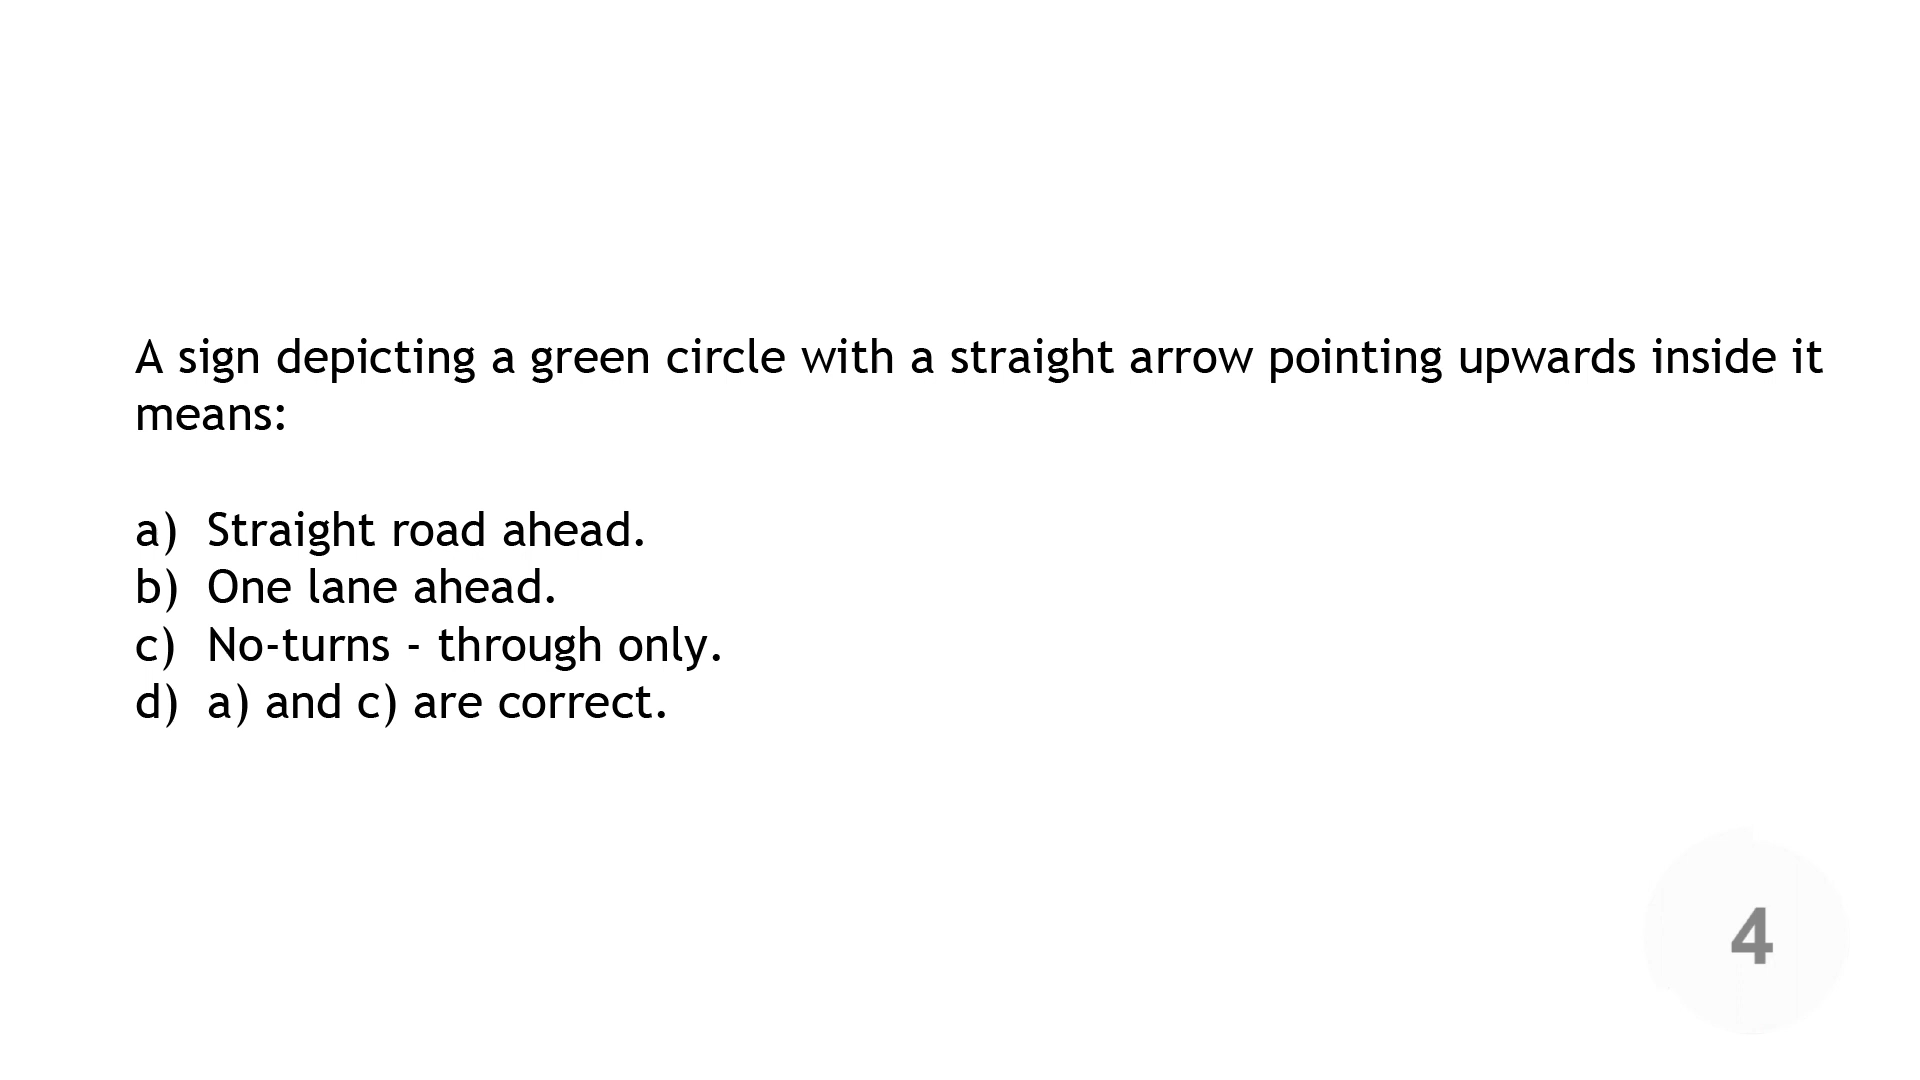 A sign depicting a green circle with a straight arrow pointing upwards inside it
means:
a) Straight road ahead.
b) One lane ahead.
c) No-turns - through only.
d) a) and c) are correct.
4